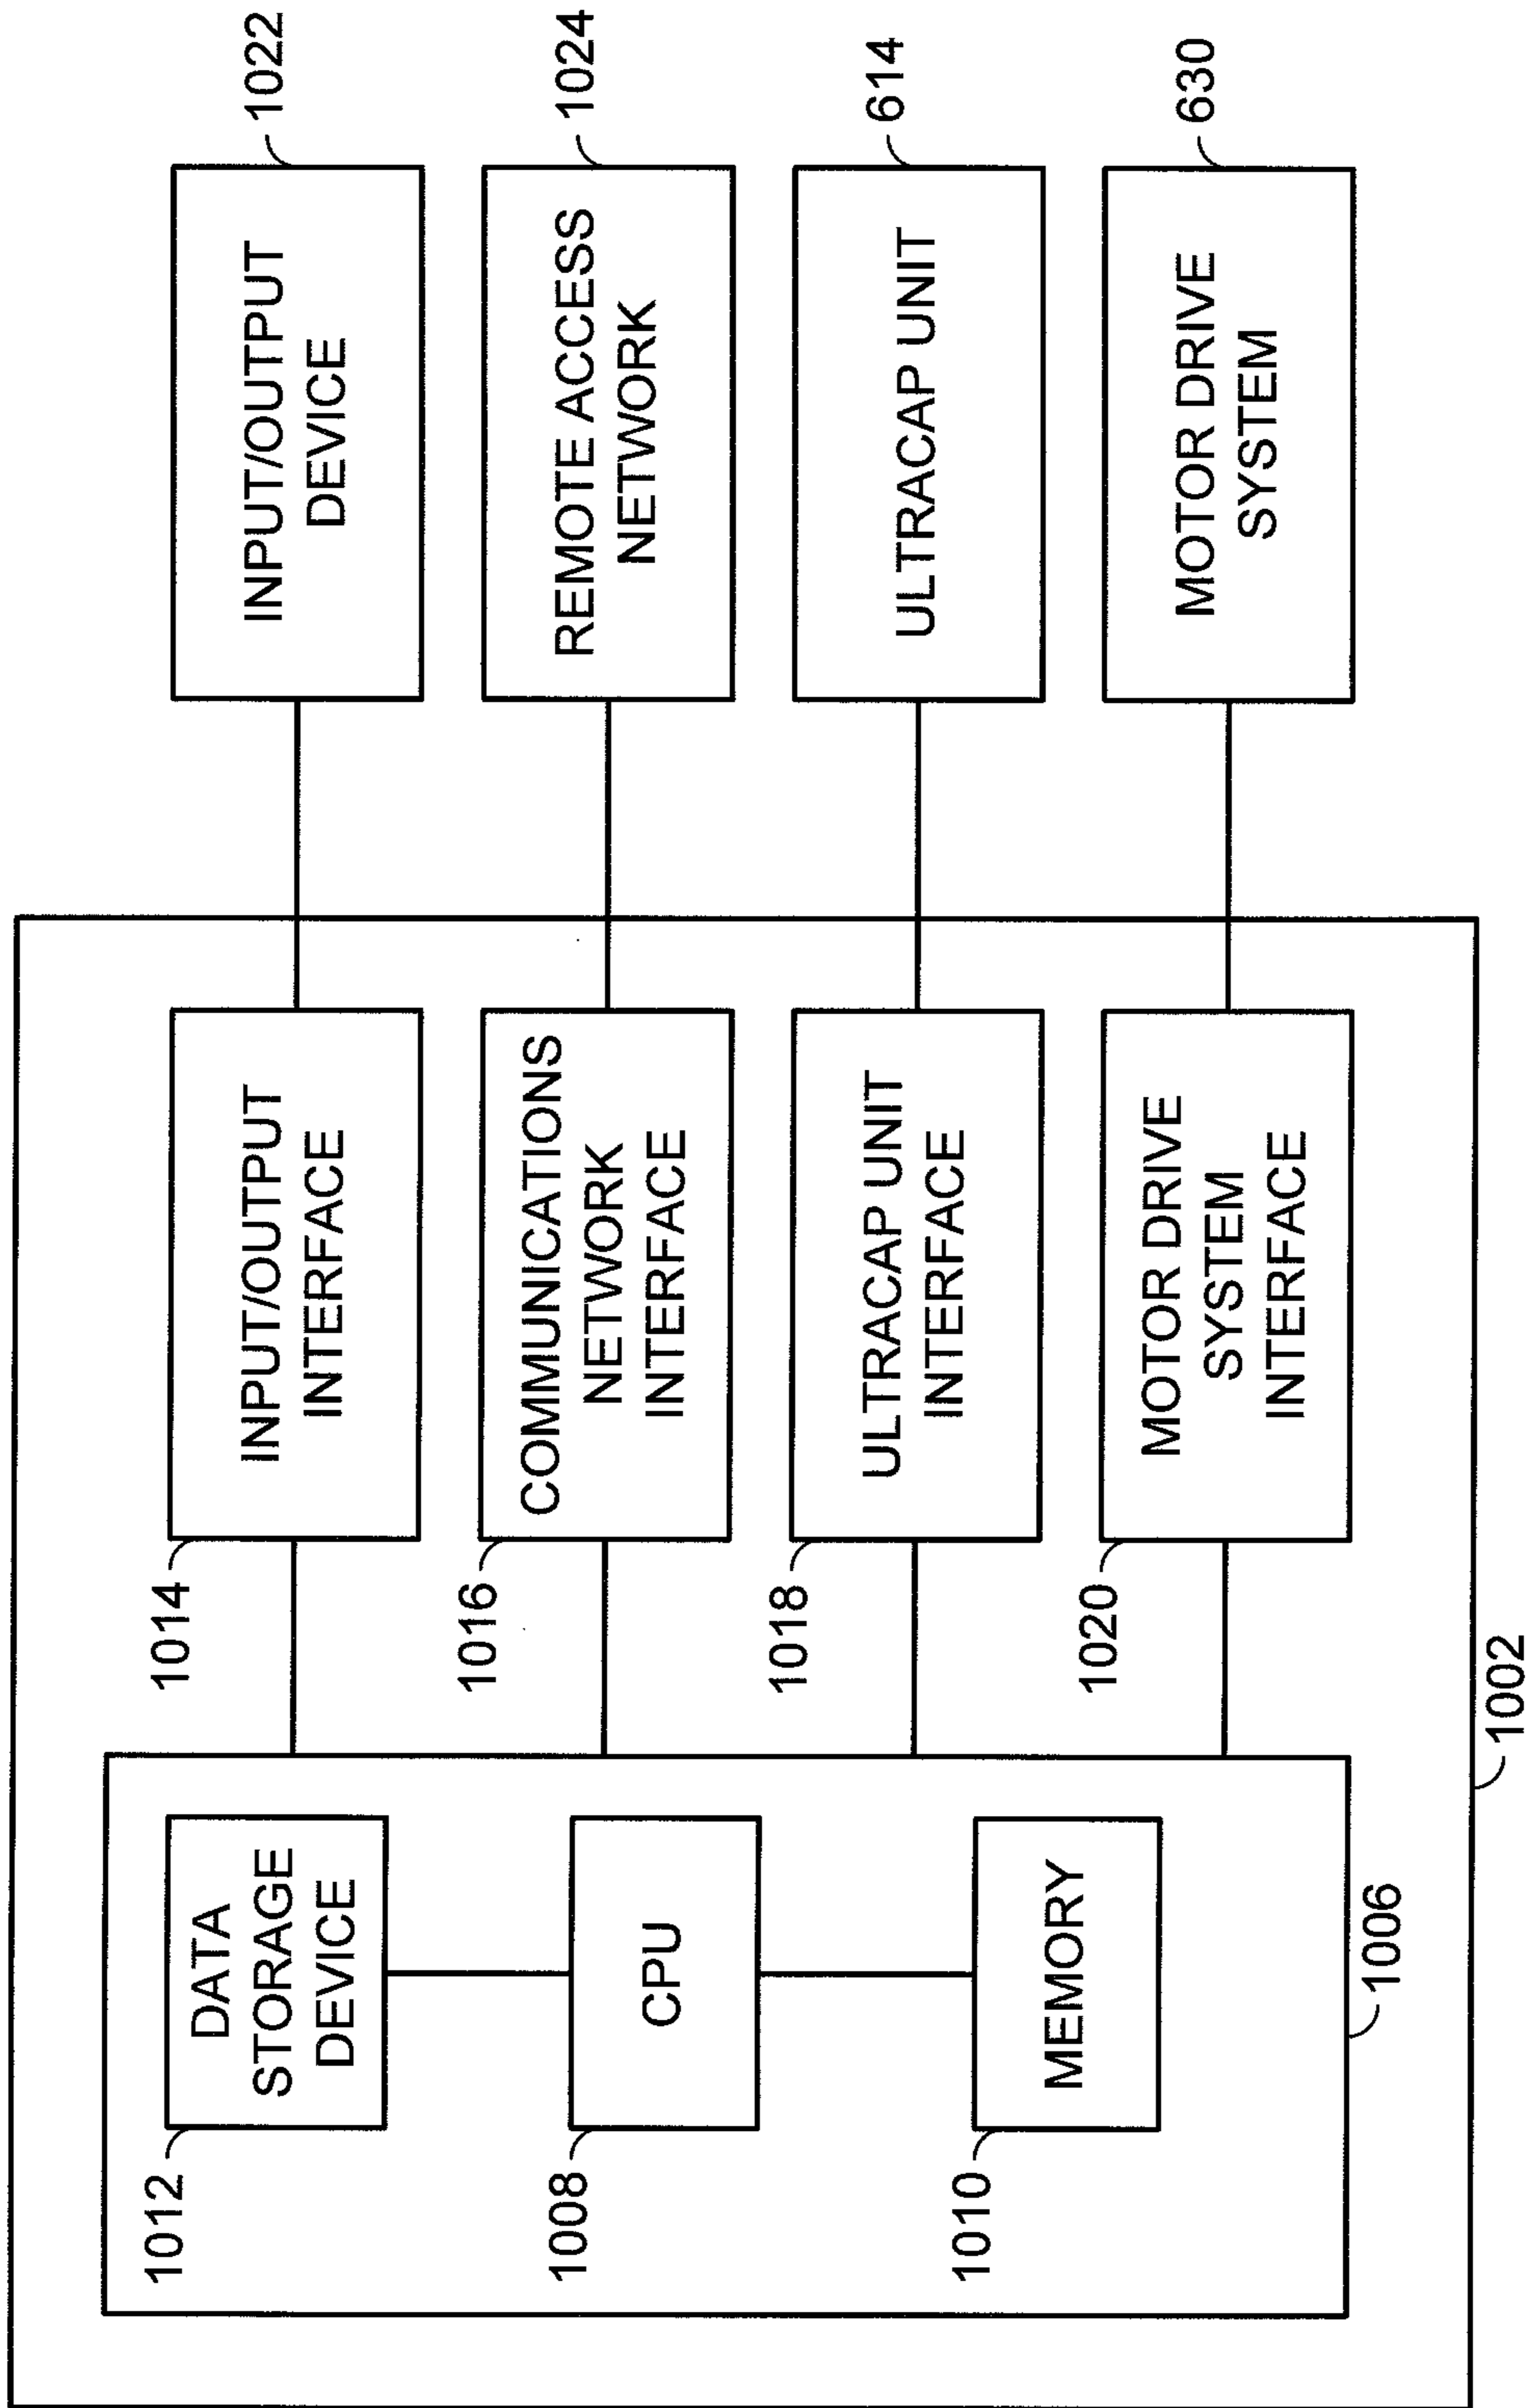 1012
DATA
STORAGE
DEVICE
1008
CPU
1010
MEMORY
1006
1014
INPUT/OUTPUT
INTERFACE
1016
COMMUNICATIONS
NETWORK
INTERFACE
1018
ULTRACAP UNIT
INTERFACE
1020
MOTOR DRIVE
SYSTEM
INTERFACE
1002
INPUT/OUTPUT
DEVICE
1022
REMOTE ACCESS
NETWORK
1024
ULTRACAP UNIT
614
MOTOR DRIVE
SYSTEM
630